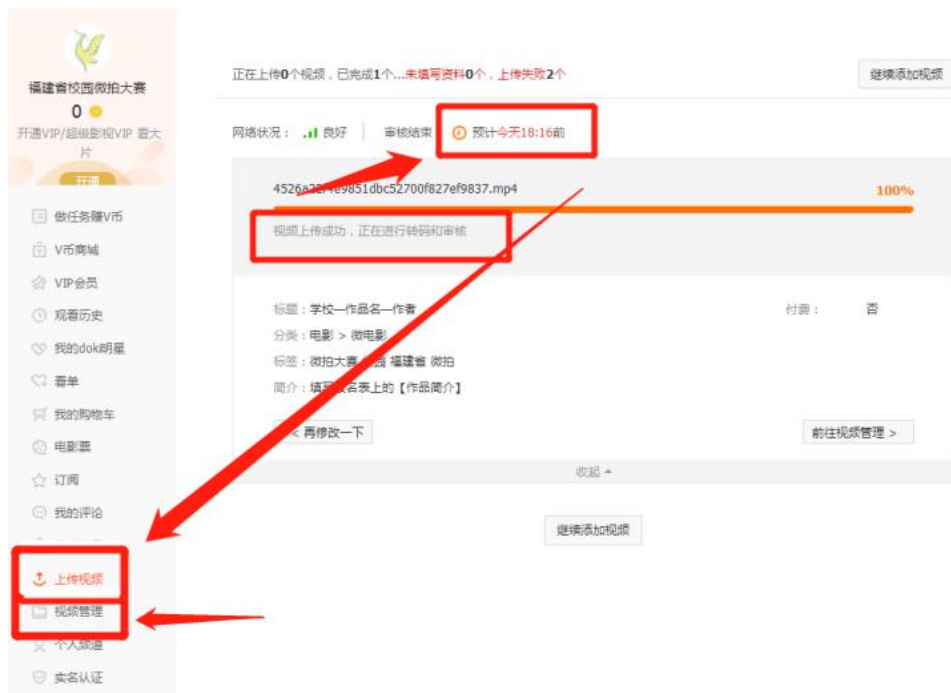 福建省校园微拍大赛
0
开通VIP/超级影视VIP 看大
片
开通
做任务赚V币
V币商城
VIP会员
观看历史
我的doki明星
看单
我的购物车
电影票
订阅
我的评论
上传视频
视频管理
个人频道
实名认证
正在上传0个视频，已完成1个...未填写资料0个，上传失败2个
继续添加视频
网络状况： 良好 审核结束 预计今天18:16前
9851dbc52700f827ef9837.mp4
100%
视频上传成功，正在进行转码和审核
标题：学校—作品名—作者
付费： 否
分类：电影 > 微电影
标签：微拍大赛 福建省 微拍
简介：填写 名表上的【作品简介】
< 再修改一下
前往视频管理 >
收起
继续添加视频